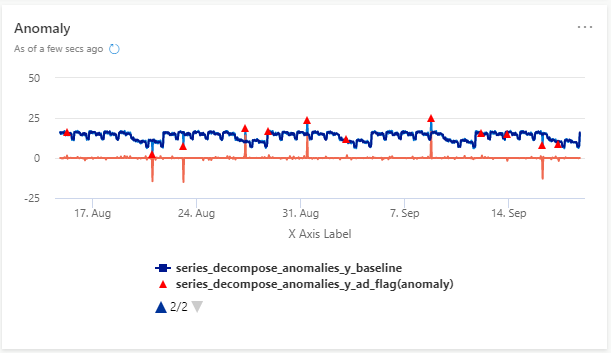 Anomaly
As of a few secs ago
50
25
0
-25
17. Aug
24. Aug
31. Aug
7. Sep
14. Sep
X Axis Label
series_decompose_anomalies_y_baseline
series_decompose_anomalies_y_ad_flag(anomaly)
2/2